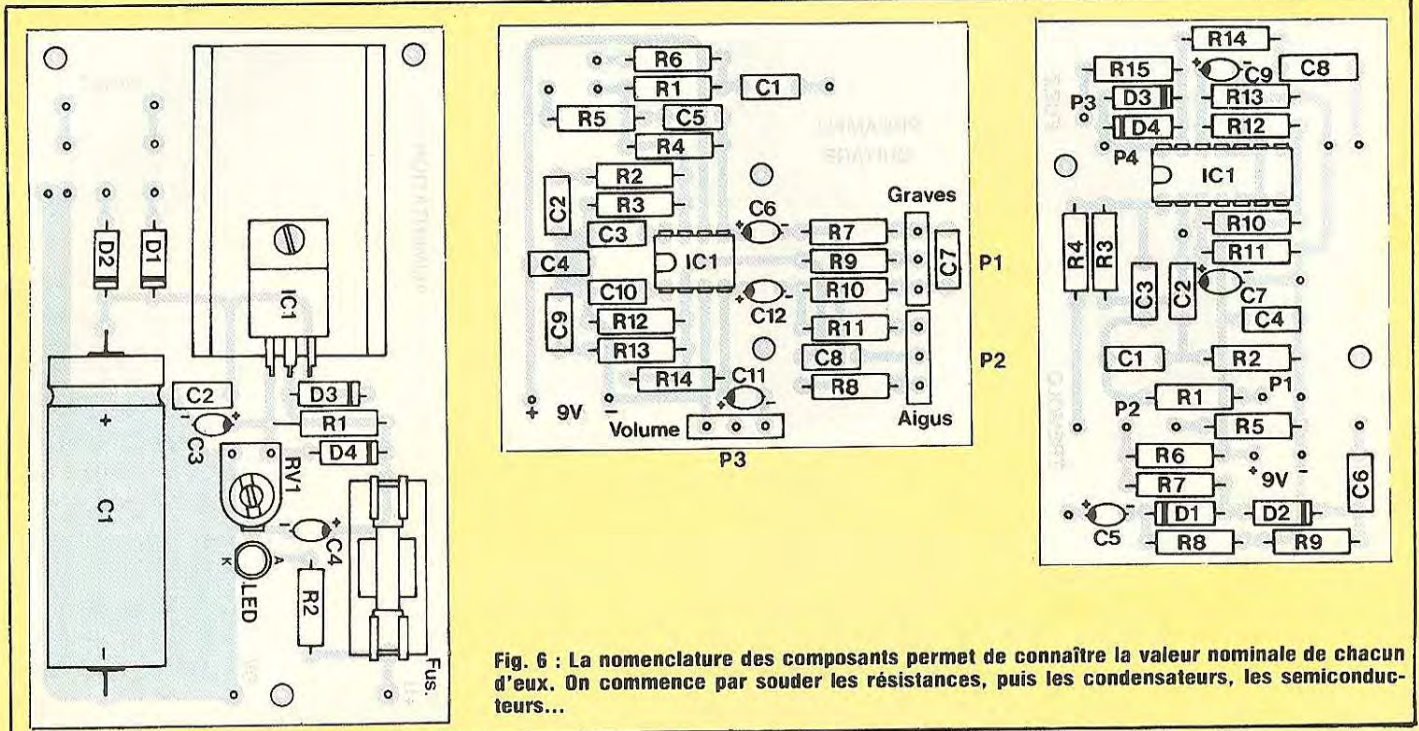 D2
D1
IC1
C2
D3
R1
C3
D4
RV1
C1
+
-
C4
K
A
LED
R2
Fus.
R6
R1
C1
R5
C5
R4
PREAMPLI
GUITARE
R2
R3
C2
C6
Graves
C3
R7
C4
IC1
R9
C7
P1
C10
R10
C9
C12
R12
R11
R13
C8
P2
R14
C11
R8
+ 9V -
Volume
Aigus
P3
R14
R15
C9
C8
P3
D3
R13
FUZZ
D4
R12
P4
IC1
R10
R4
R3
R11
C3
C2
C7
C4
C1
R2
P1
P2
R1
TREMOLO
R5
R6
+ 9V -
R7
C6
C5
D1
D2
R8
R9
Fig. 6 : La nomenclature des composants permet de connaître la valeur nominale de chacun
d'eux. On commence par souder les résistances, puis les condensateurs, les semiconduc-
teurs...
ALIMENTATION